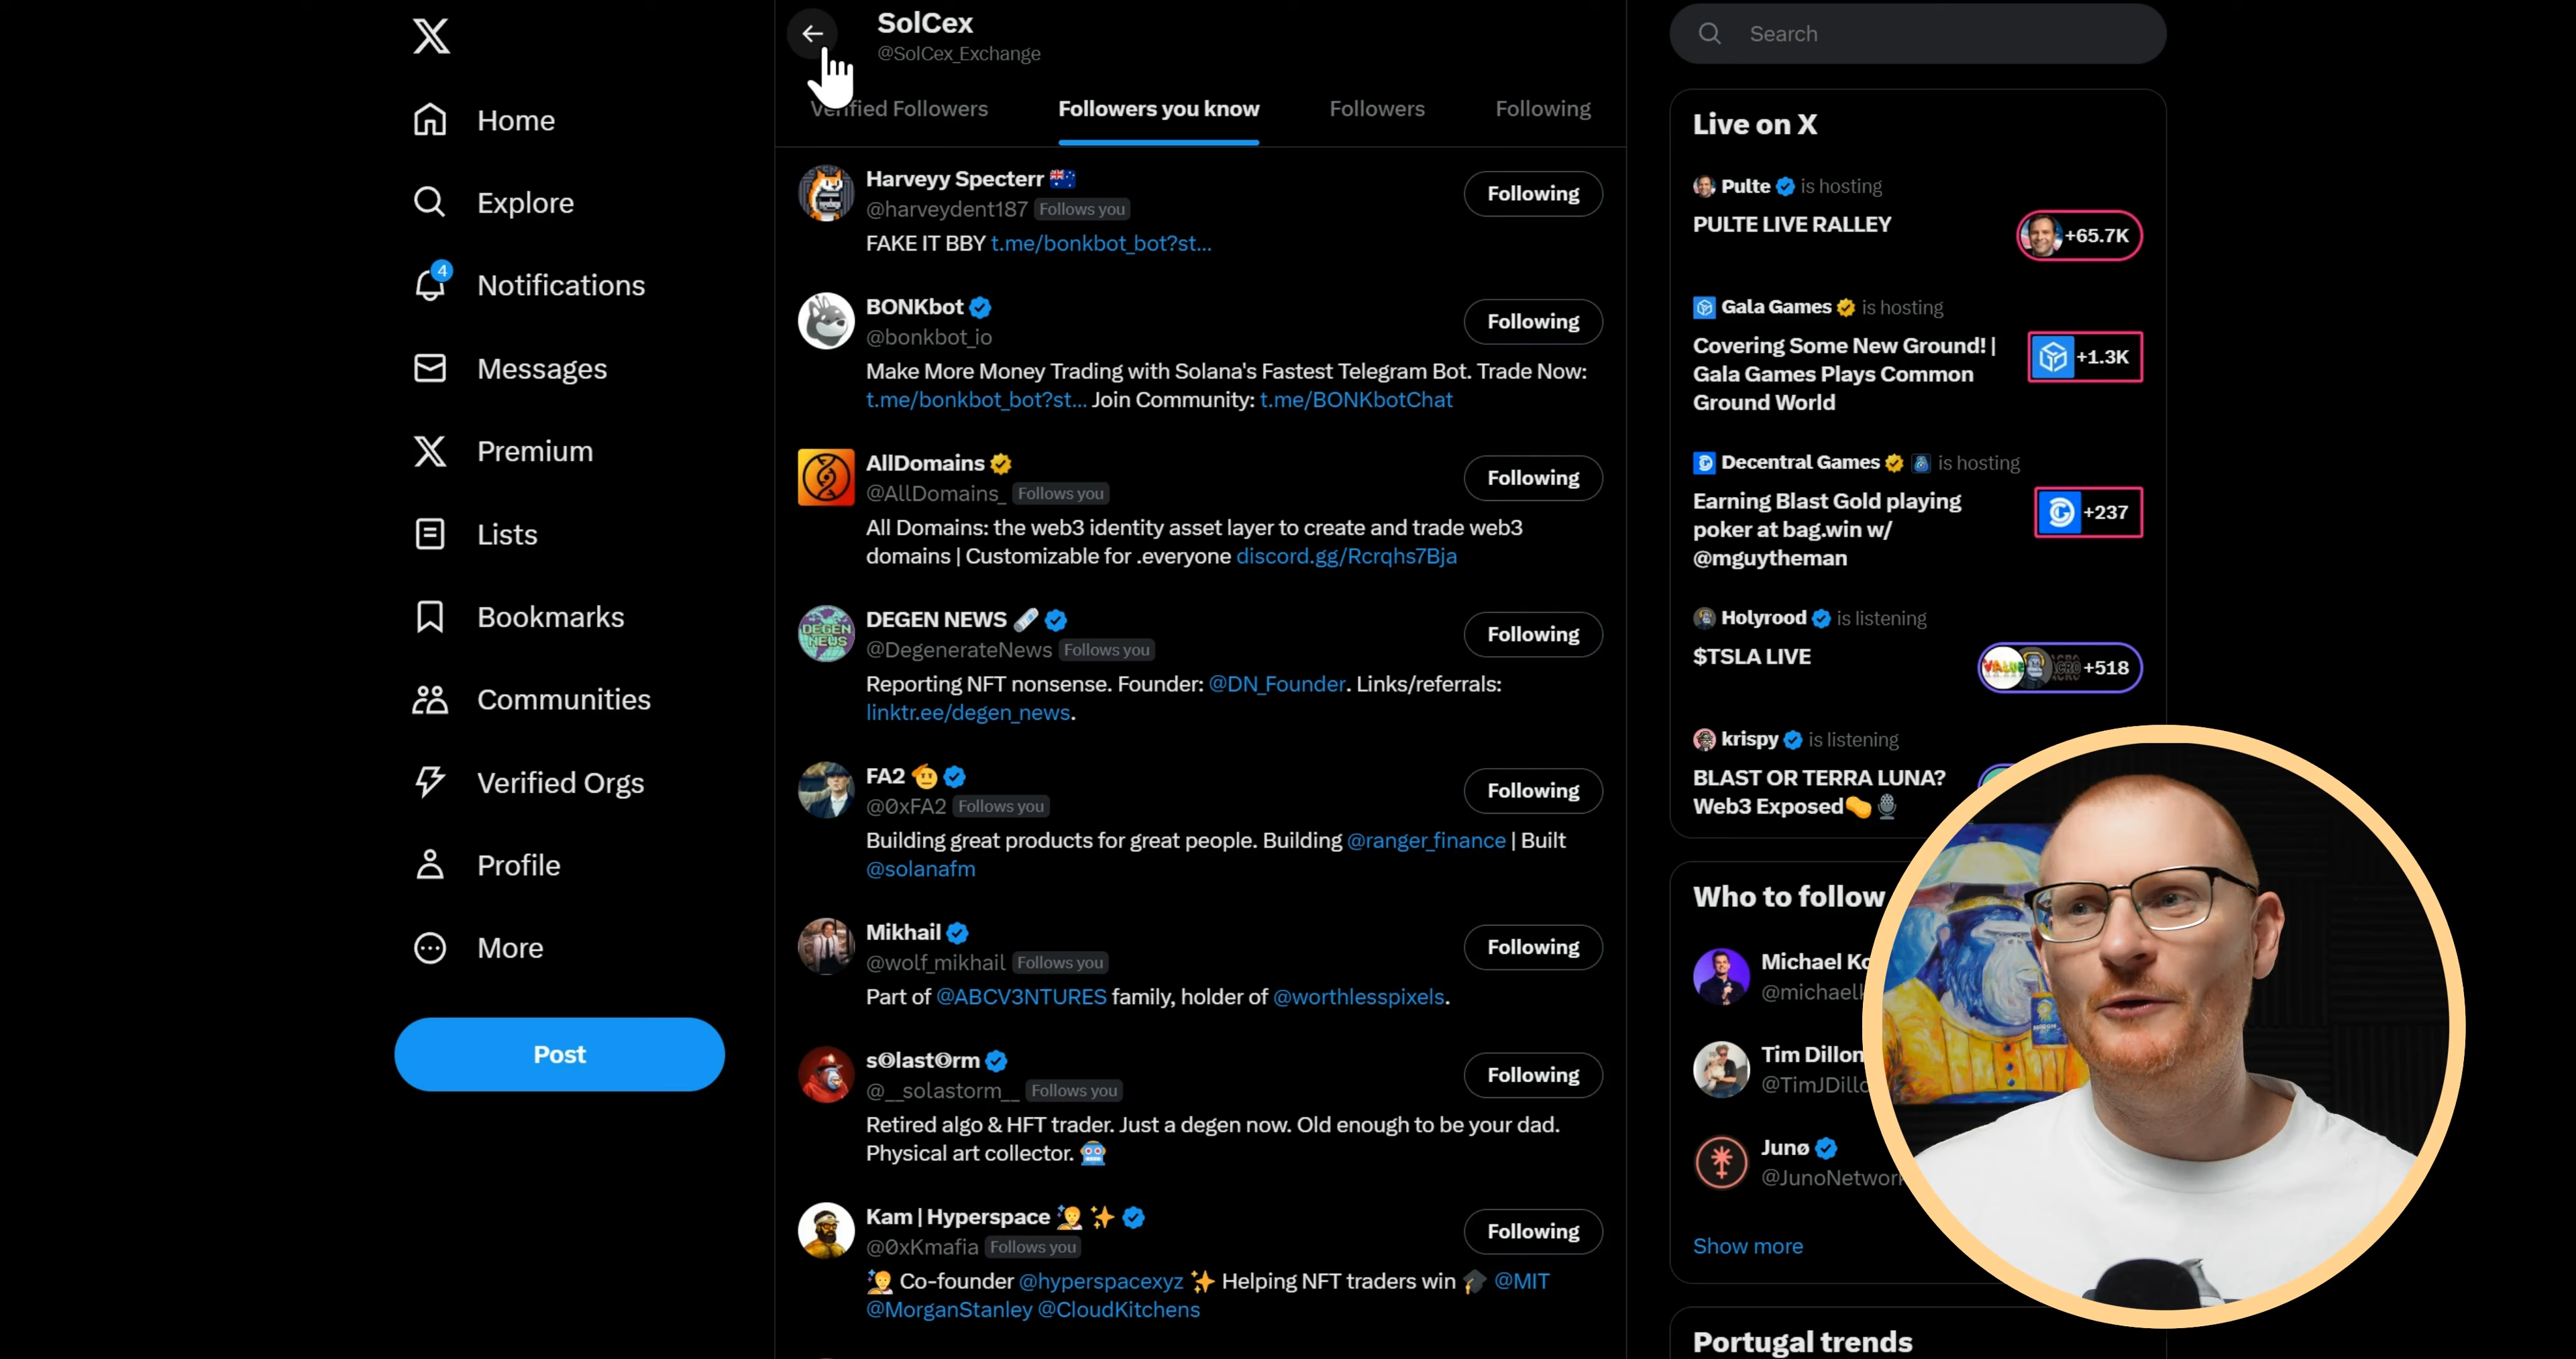 Home
Explore
4
Notifications
Messages
Premium
Lists
Bookmarks
Communities
Verified Orgs
Profile
More
Post
SolCex
@SolCex_Exchange
Verified Followers
Followers you know
Followers
Following
Harveyy Specterr 🇦🇺
@harveydent187 Follows you
Following
FAKE IT BBY t.me/bonkbot_bot?st...
BONKbot
@bonkbot_io
Following
Make More Money Trading with Solana's Fastest Telegram Bot. Trade Now:
t.me/bonkbot_bot?st... Join Community: t.me/BONKbotChat
AllDomains
@AllDomains_ Follows you
Following
All Domains: the web3 identity asset layer to create and trade web3
domains | Customizable for .everyone discord.gg/Rcrqhs7Bja
DEGEN NEWS 🗞️
@DegenerateNews Follows you
Following
DEGEN
NEWS
Reporting NFT nonsense. Founder: @DN_Founder. Links/referrals:
linktr.ee/degen_news.
FA2 🫡
@0xFA2 Follows you
Following
Building great products for great people. Building @ranger_finance | Built
@solanafm
Mikhail
@wolf_mikhail Follows you
Following
Part of @ABCV3NTURES family, holder of @worthlesspixels.
s◎last◎rm
@__solastorm__ Follows you
Following
Retired algo & HFT trader. Just a degen now. Old enough to be your dad.
Physical art collector. 🤖
Kam | Hyperspace 🧑‍🚀 ✨
@0xKmafia Follows you
Following
Co-founder @hyperspacexyz ✨ Helping NFT traders win 🎓 @MIT
@MorganStanley @CloudKitchens
Search
Live on X
Pulte is hosting
PULTE LIVE RALLEY
+65.7K
Gala Games is hosting
Covering Some New Ground! |
Gala Games Plays Common
Ground World
+1.3K
Decentral Games is hosting
Earning Blast Gold playing
poker at bag.win w/
@mguytheman
+237
Holyrood is listening
$TSLA LIVE
+518
krispy is listening
BLAST OR TERRA LUNA?
Web3 Exposed🥜🎙️
Who to follow
Michael
Tim Dillon
Junø
Show more
Portugal trends